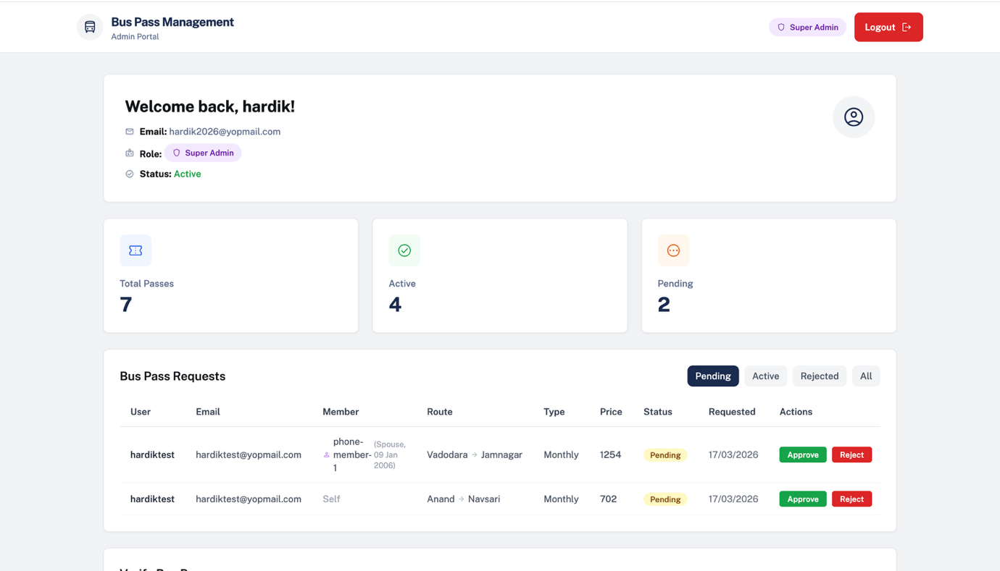 Bus Pass Management
Admin Portal
Super Admin
Logout
Welcome back, hardik!
Email: hardik2026@yopmail.com
Role: Super Admin
Status: Active
Total Passes
7
Active
4
Pending
2
Bus Pass Requests
Pending Active Rejected All
User Email Member Route Type Price Status Requested Actions
hardiktest hardiktest@yopmail.com phone-member-1 (Spouse, 09 Jan 2006) Vadodara → Jamnagar Monthly 1254 Pending 17/03/2026 Approve Reject
hardiktest hardiktest@yopmail.com Self Anand → Navsari Monthly 702 Pending 17/03/2026 Approve Reject